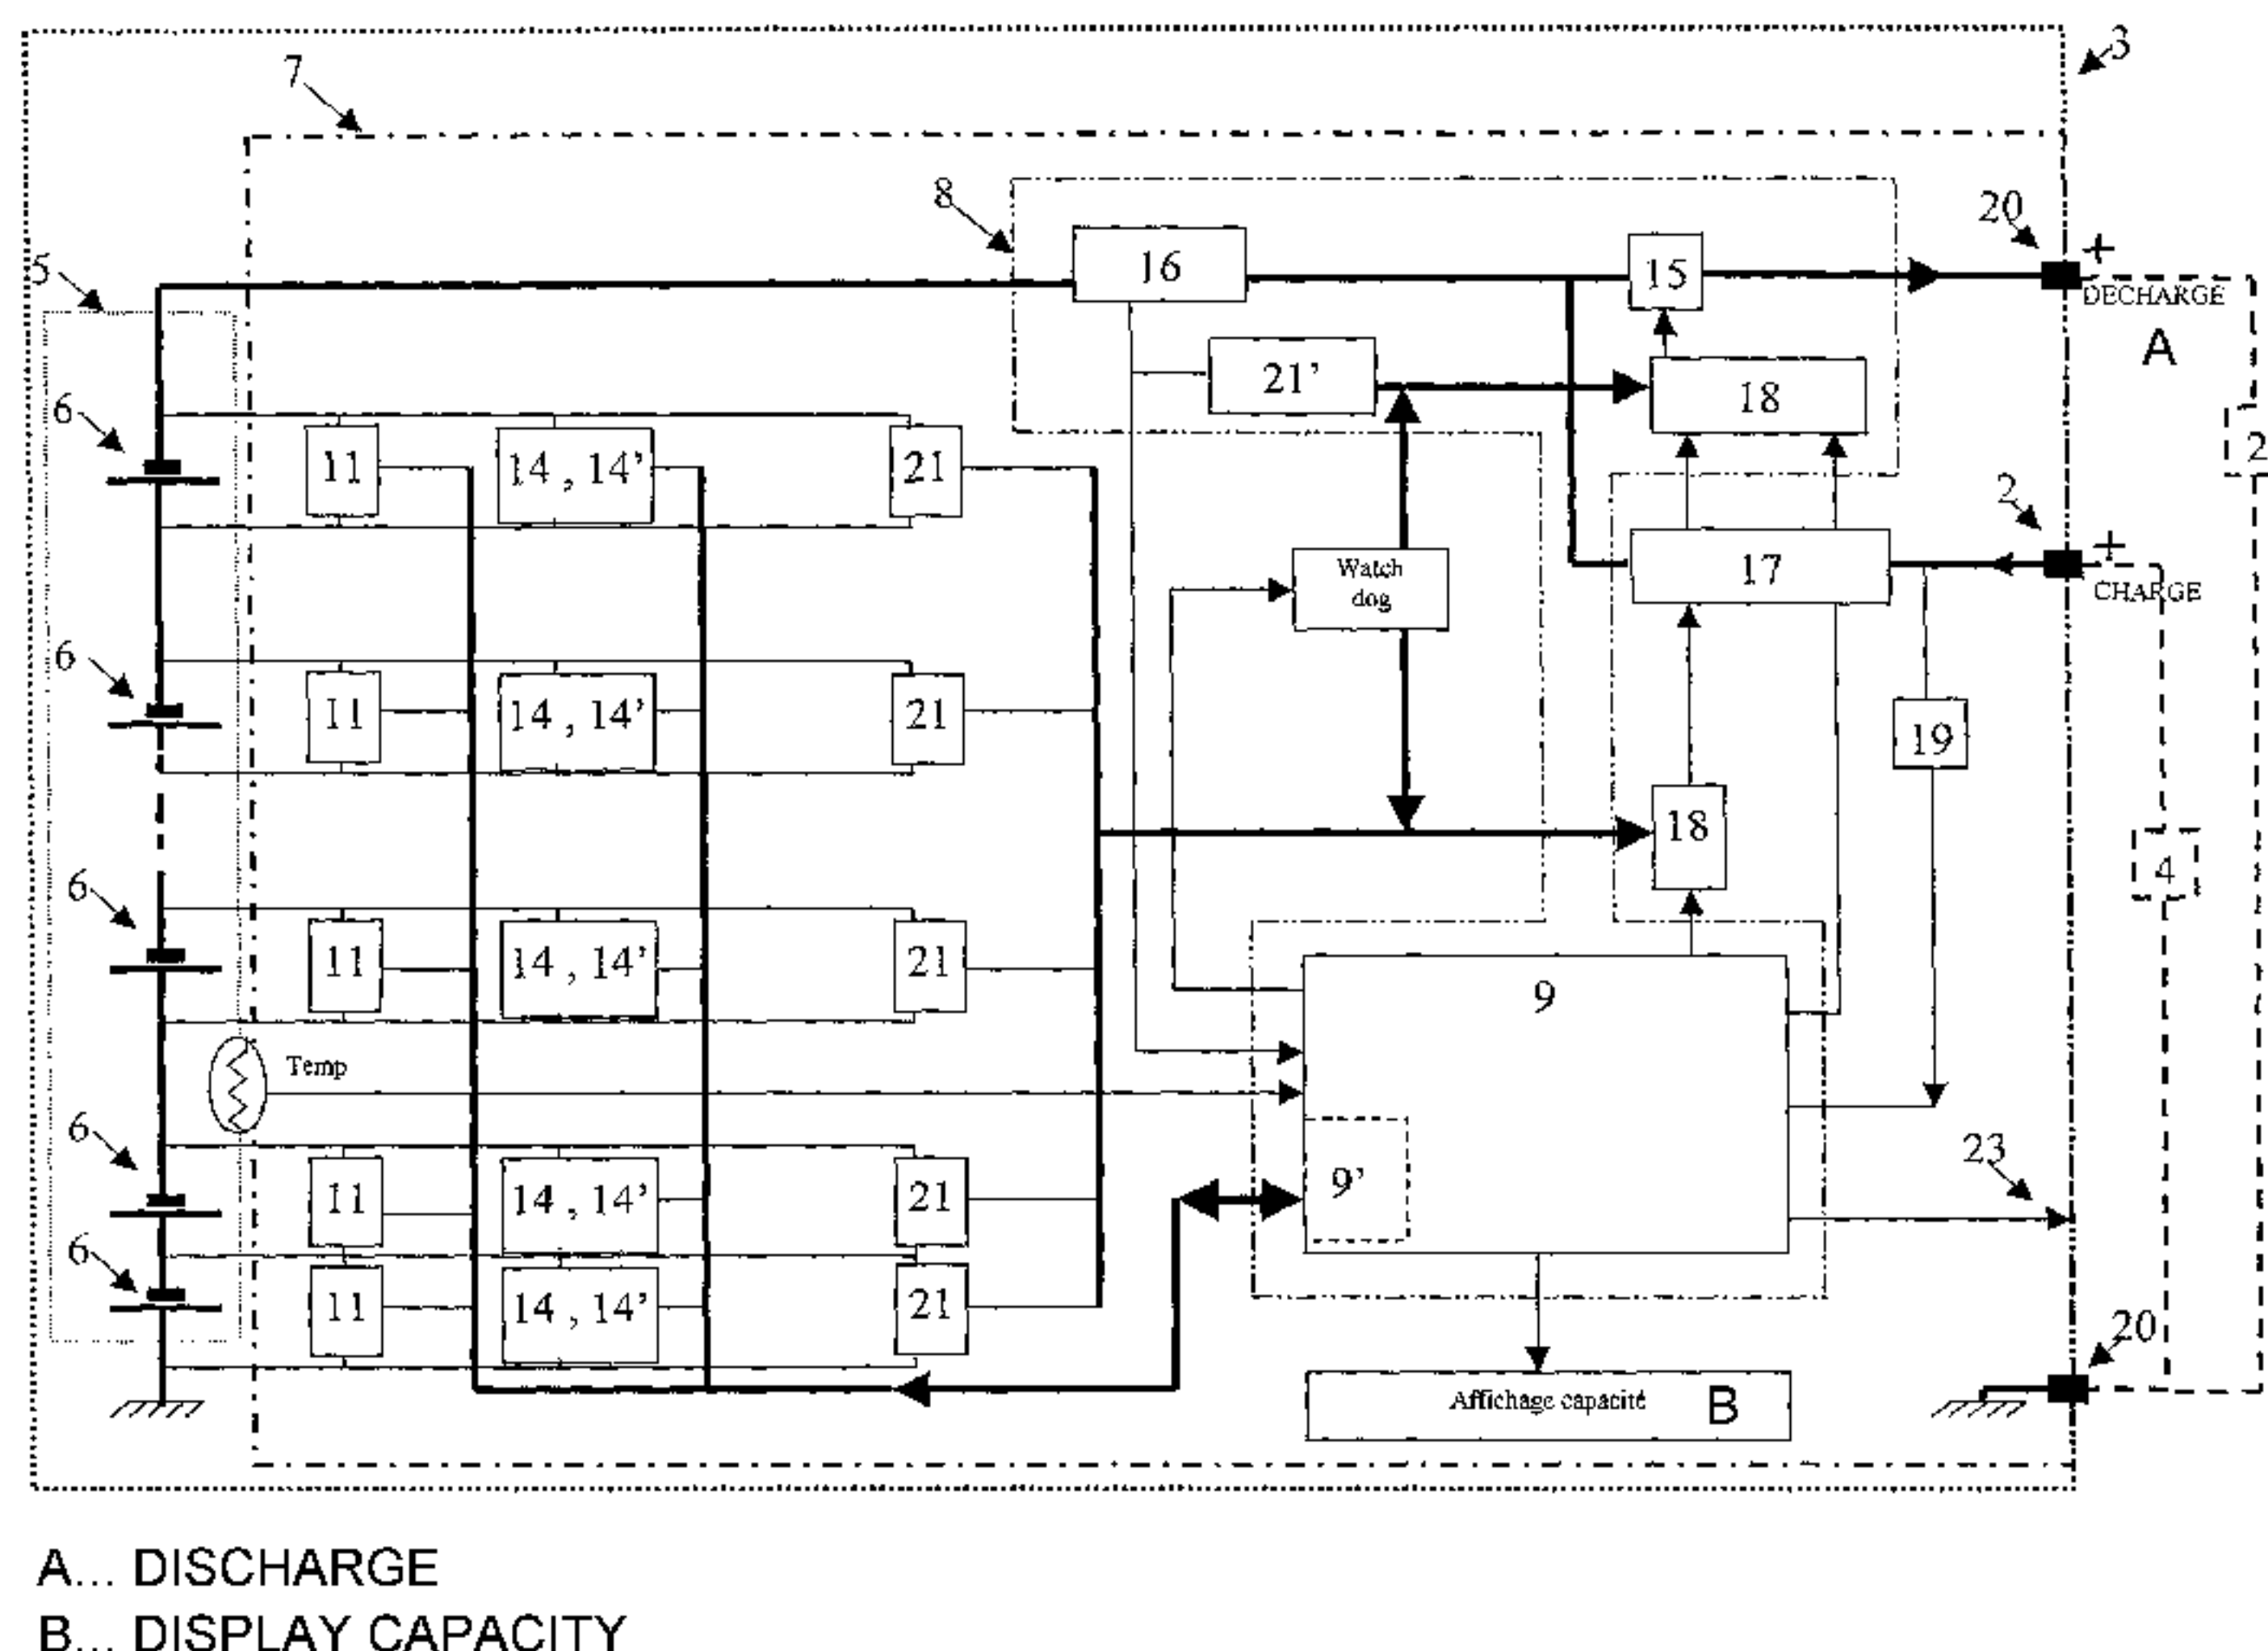 3
7
8
20
+
5
16
15
DECHARGE
A
21'
18
6
2
11
14 , 14'
21
2
+
Watch
dog
17
CHARGE
6
11
14 , 14'
21
19
18
4
6
11
14 , 14'
21
9
Temp
6
11
14 , 14'
21
9'
23
6
11
14 , 14'
21
20
Affichage capacité B
A... DISCHARGE
B... DISPLAY CAPACITY